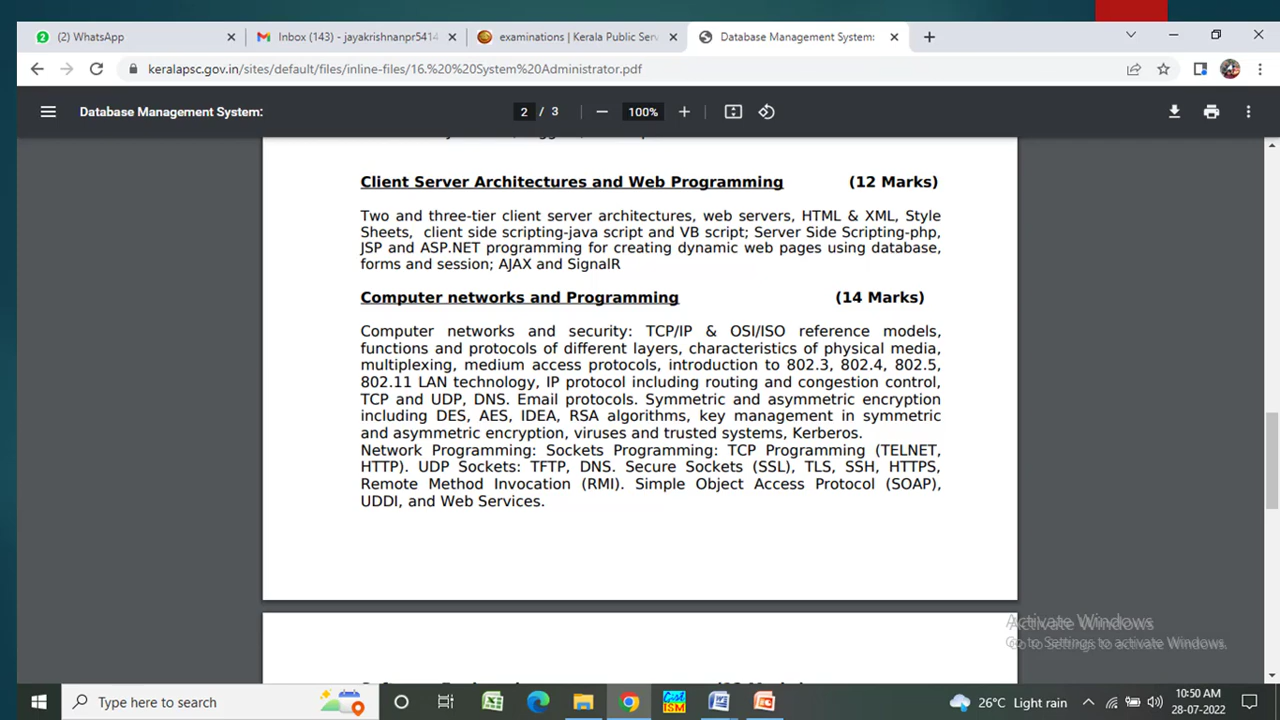 (2) WhatsApp
Inbox (143) - jayakrishnanpr5414
examinations | Kerala Public Serv
Database Management System:
keralapsc.gov.in/sites/default/files/inline-files/16.%20%20System%20Administrator.pdf
Database Management System:
2 / 3
100%
Client Server Architectures and Web Programming (12 Marks)
Two and three-tier client server architectures, web servers, HTML & XML, Style
Sheets, client side scripting-java script and VB script; Server Side Scripting-php,
JSP and ASP.NET programming for creating dynamic web pages using database,
forms and session; AJAX and SignalR
Computer networks and Programming (14 Marks)
Computer networks and security: TCP/IP & OSI/ISO reference models,
functions and protocols of different layers, characteristics of physical media,
multiplexing, medium access protocols, introduction to 802.3, 802.4, 802.5,
802.11 LAN technology, IP protocol including routing and congestion control,
TCP and UDP, DNS. Email protocols. Symmetric and asymmetric encryption
including DES, AES, IDEA, RSA algorithms, key management in symmetric
and asymmetric encryption, viruses and trusted systems, Kerberos.
Network Programming: Sockets Programming: TCP Programming (TELNET,
HTTP). UDP Sockets: TFTP, DNS. Secure Sockets (SSL), TLS, SSH, HTTPS,
Remote Method Invocation (RMI). Simple Object Access Protocol (SOAP),
UDDI, and Web Services.
Activate Windows
Go to Settings to activate Windows.
Type here to search
ISM
26°C Light rain
10:50 AM
28-07-2022